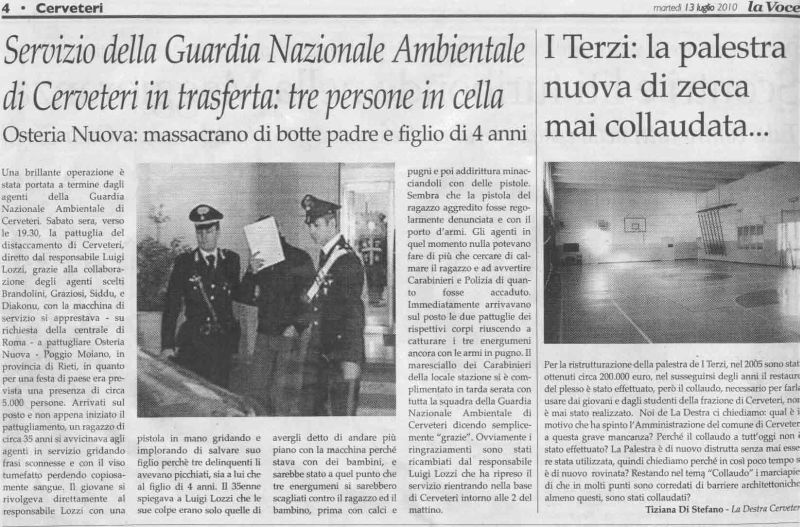 4 • Cerveteri
martedì 13 luglio 2010 la Voce
Servizio della Guardia Nazionale Ambientale
di Cerveteri in trasferta: tre persone in cella
Osteria Nuova: massacrano di botte padre e figlio di 4 anni
Una brillante operazione è
stata portata a termine dagli
agenti della Guardia
Nazionale Ambientale di
Cerveteri. Sabato sera, verso
le 19.30, la pattuglia del
distaccamento di Cerveteri,
diretto dal responsabile Luigi
Lozzi, grazie alla collabora-
zione degli agenti scelti
Brandolini, Graziosi, Siddu, e
Diakonu, con la macchina di
servizio si apprestava - su
richiesta della centrale di
Roma - a pattugliare Osteria
Nuova - Poggio Moiano, in
provincia di Rieti, in quanto
per una festa di paese era pre-
vista una presenza di circa
5.000 persone. Arrivati sul
posto e non appena iniziato il
pattugliamento, un ragazzo di
circa 35 anni si avvicinava agli
agenti in servizio gridando
frasi sconnesse e con il viso
tumefatto perdendo copiosa-
mente sangue. Il giovane si
rivolgeva direttamente al
responsabile Lozzi con una
pistola in mano gridando e
implorando di salvare suo
figlio perchè tre delinquenti li
avevano picchiati, sia a lui che
al figlio di 4 anni. Il 35enne
spiegava a Luigi Lozzi che le
sue colpe erano solo quelle di
avergli detto di andare più
piano con la macchina perché
stava con dei bambini, e
sarebbe stato a quel punto che
tre energumeni si sarebbero
scagliati contro il ragazzo ed il
bambino, prima con calci e
pugni e poi addirittura minac-
ciandoli con delle pistole.
Sembra che la pistola del
ragazzo aggredito fosse rego-
larmente denunciata e con il
porto d'armi. Gli agenti in
quel momento nulla potevano
fare di più che cercare di cal-
mare il ragazzo e ad avvertire
Carabinieri e Polizia di quan-
to fosse accaduto.
Immediatamente arrivavano
sul posto le due pattuglie dei
rispettivi corpi riuscendo a
catturare i tre energumeni
ancora con le armi in pugno. Il
maresciallo dei Carabinieri
della locale stazione si è com-
plimentato in tarda serata con
tutta la squadra della Guardia
Nazionale Ambientale di
Cerveteri dicendo semplice-
mente "grazie". Ovviamente i
ringraziamenti sono stati
ricambiati dal responsabile
Luigi Lozzi che ha ripreso il
servizio rientrando nella base
di Cerveteri intorno alle 2 del
mattino.
I Terzi: la palestra
nuova di zecca
mai collaudata...
Per la ristrutturazione della palestra de I Terzi, nel 2005 sono stat
ottenuti circa 200.000 euro, nel susseguirsi degli anni il restauro
del plesso è stato effettuato, però il collaudo, necessario per farla
usare dai giovani e dagli studenti della frazione di Cerveteri, non
è mai stato realizzato. Noi de La Destra ci chiediamo: qual è i
motivo che ha spinto l'Amministrazione del comune di Cerveter
a questa grave mancanza? Perché il collaudo a tutt'oggi non è
stato effettuato? La Palestra è di nuovo distrutta senza mai esse
re stata utilizzata, quindi chiediamo perché in così poco tempo s
è di nuovo rovinata? Restando nel tema "Collaudo" i marciapie
di che in molti punti sono corredati di barriere architettoniche
almeno questi, sono stati collaudati?
Tiziana Di Stefano - La Destra Cerveter